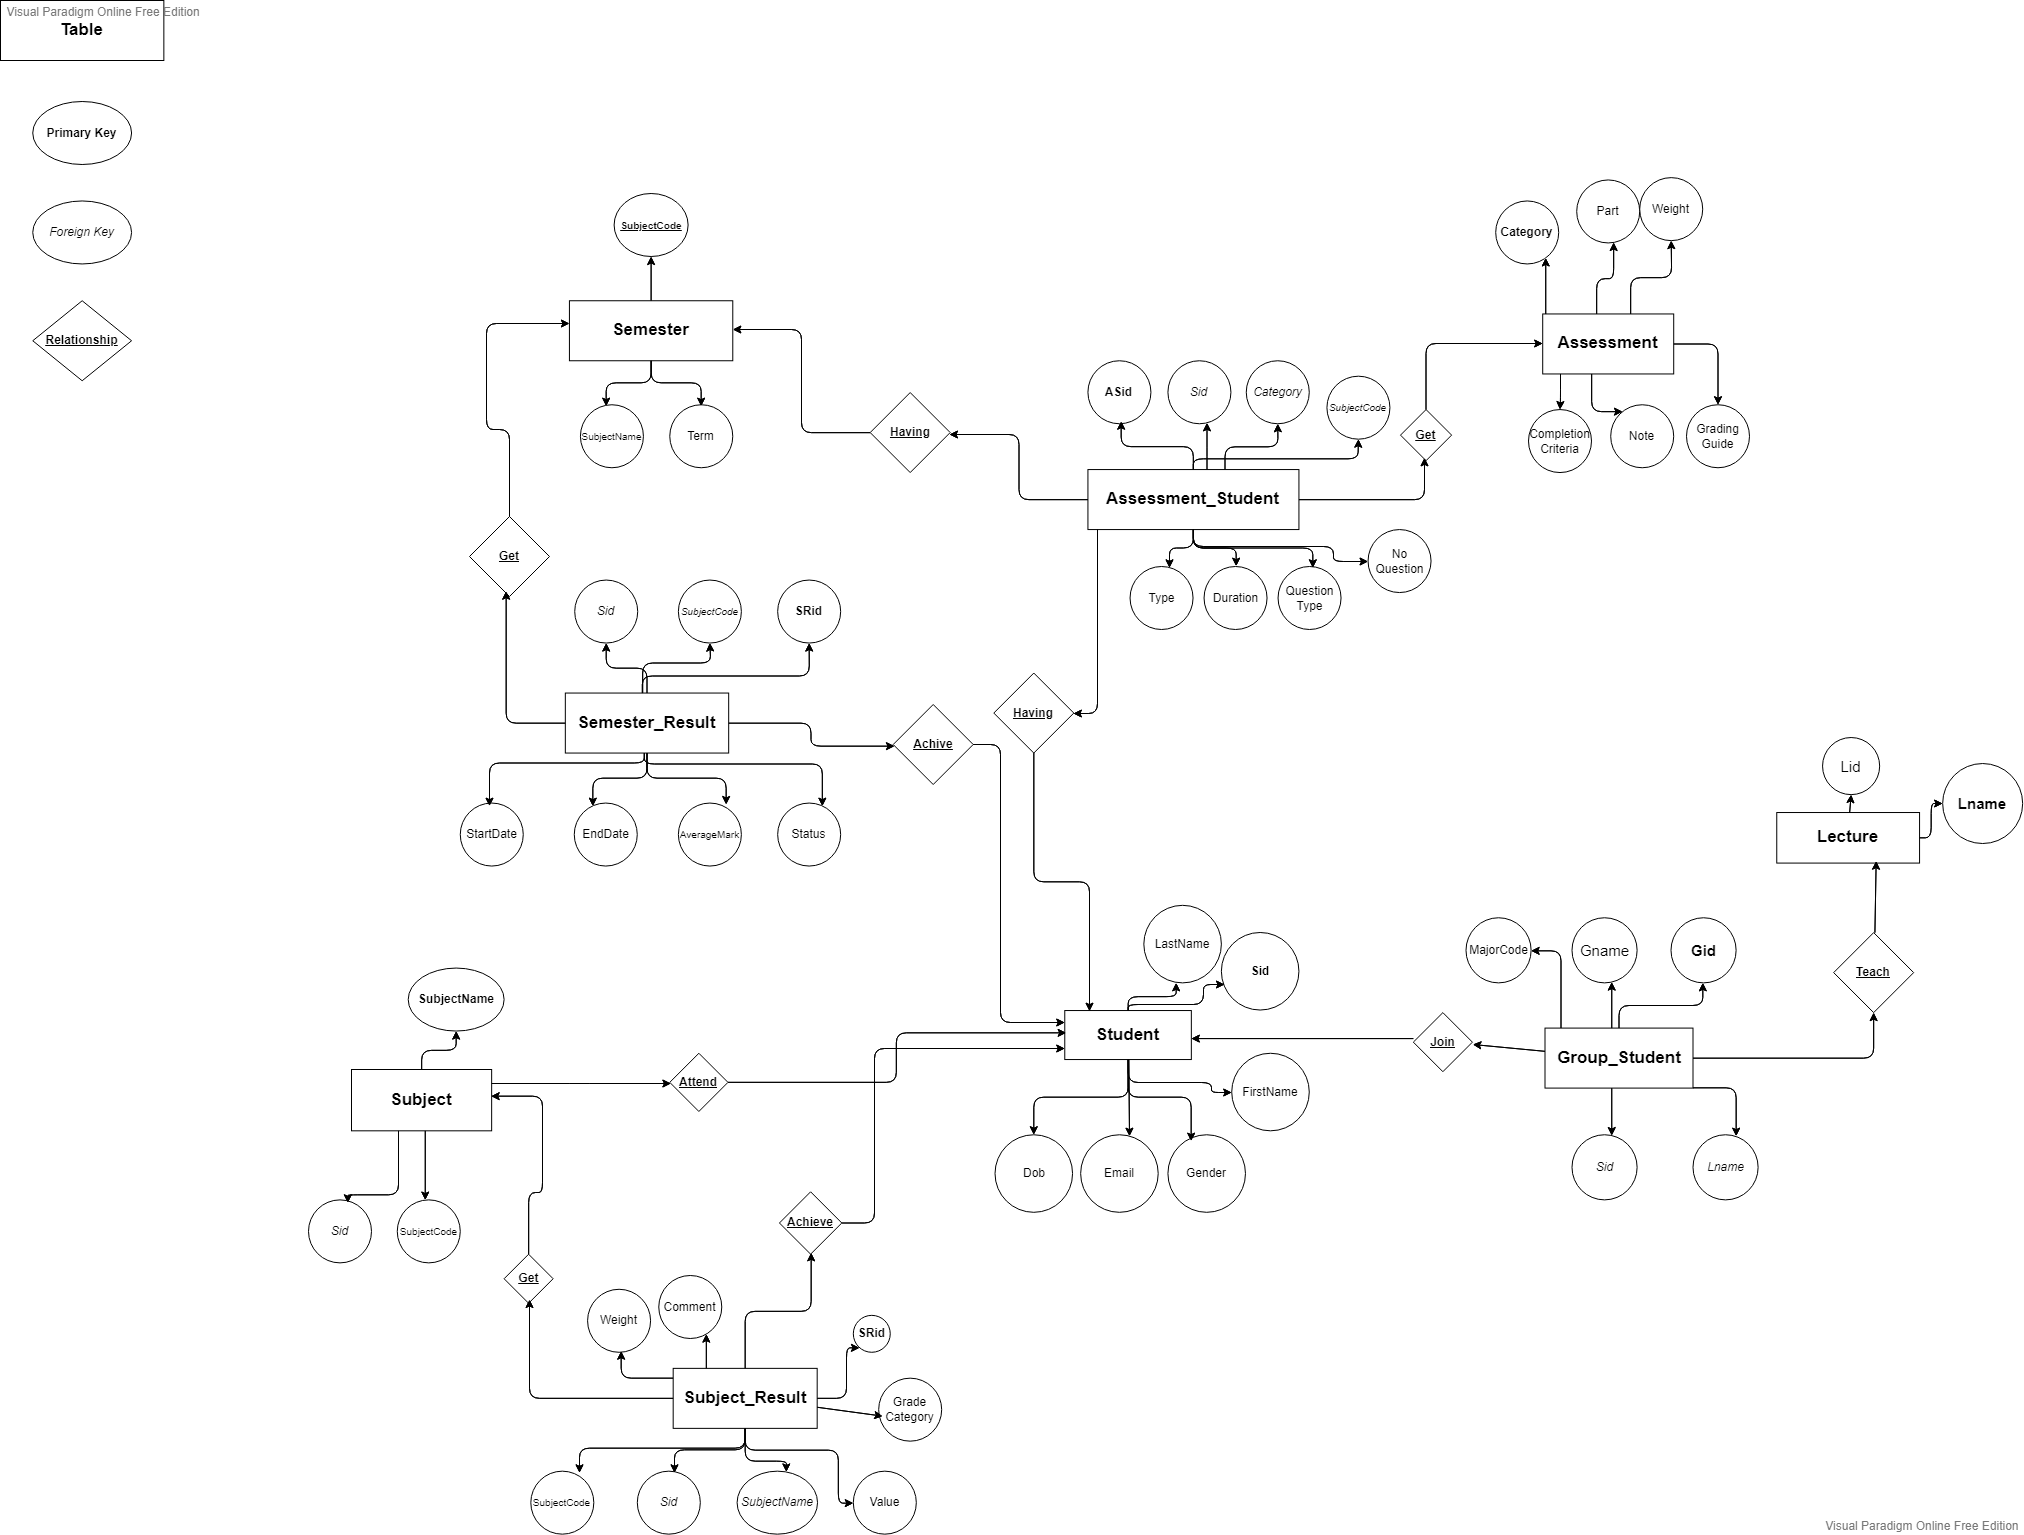 Visual Paradigm Online Free Edition
Table
Primary Key
Foreign Key
Relationship
SubjectCode
Semester
SubjectName
Term
Having
Category
Part
Weight
Assessment
Completion
Criteria
Note
Grading
Guide
ASid
Sid
Category
SubjectCode
Get
Assessment_Student
Type
Duration
Question
Type
No
Question
Get
Sid
SubjectCode
SRid
Semester_Result
Achive
Having
StartDate
EndDate
AverageMark
Status
Lid
Lname
Lecture
Teach
LastName
Sid
Student
FirstName
Dob
Email
Gender
Join
MajorCode
Gname
Gid
Group_Student
Sid
Lname
SubjectName
Subject
Attend
Sid
SubjectCode
Get
Achieve
Weight
Comment
SRid
Subject_Result
Grade
Category
SubjectCode
Sid
SubjectName
Value
Visual Paradigm Online Free Edition